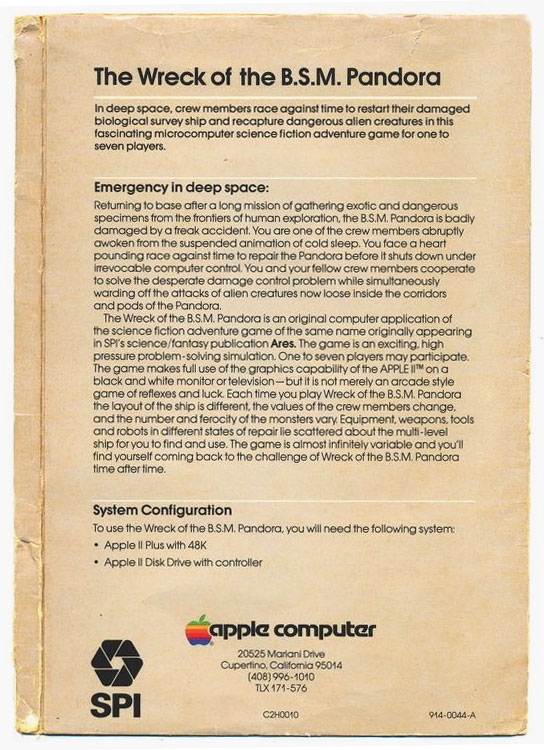 The Wreck of the B.S.M. Pandora
In deep space, crew members race against time to restart their damaged
biological survey ship and recapture dangerous alien creatures in this
fascinating microcomputer science fiction adventure game for one to
seven players.
Emergency in deep space:
Returning to base after a long mission of gathering exotic and dangerous
specimens from the frontiers of human exploration, the B.S.M. Pandora is badly
damaged by a freak accident. You are one of the crew members abruptly
awoken from the suspended animation of cold sleep. You face a heart
pounding race against time to repair the Pandora before it shuts down under
irrevocable computer control. You and your fellow crew members cooperate
to solve the desperate damage control problem while simultaneously
warding off the attacks of alien creatures now loose inside the corridors
and pods of the Pandora.
The Wreck of the B.S.M. Pandora is an original computer application of
the science fiction adventure game of the same name originally appearing
in SPI's science/fantasy publication Ares. The game is an exciting, high
pressure problem-solving simulation. One to seven players may participate.
The game makes full use of the graphics capability of the APPLE II™ on a
black and white monitor or television—but it is not merely an arcade style
game of reflexes and luck. Each time you play Wreck of the B.S.M. Pandora
the layout of the ship is different, the values of the crew members change,
and the number and ferocity of the monsters vary. Equipment, weapons, tools
and robots in different states of repair lie scattered about the multi-level
ship for you to find and use. The game is almost infinitely variable and you'll
find yourself coming back to the challenge of Wreck of the B.S.M. Pandora
time after time.
System Configuration
To use the Wreck of the B.S.M. Pandora, you will need the following system:
• Apple II Plus with 48K
• Apple II Disk Drive with controller
apple computer
20525 Mariani Drive
Cupertino, California 95014
(408) 996-1010
TLX 171-576
SPI
C2H0010
914-0044-A